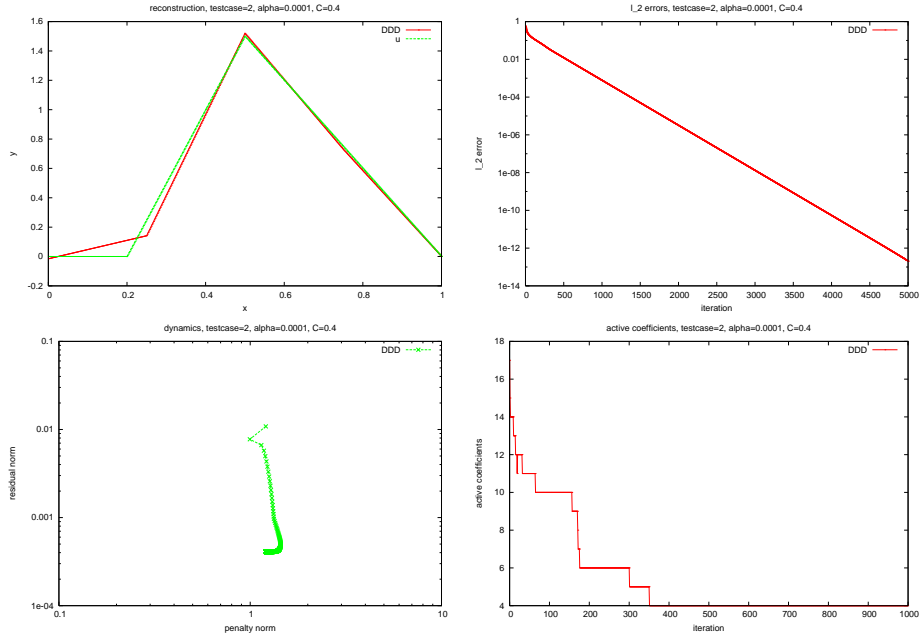 reconstruction, testcase=2, alpha=0.0001, C=0.4
1.6
1.4
1.2
1
0.8
0.6
0.4
0.2
0
-0.2
y
DDD
u
0 0.2 0.4 0.6 0.8 1
x
l_2 errors, testcase=2, alpha=0.0001, C=0.4
1
0.01
1e-04
1e-06
1e-08
1e-10
1e-12
1e-14
l_2 error
DDD
0 500 1000 1500 2000 2500 3000 3500 4000 4500 5000
iteration
dynamics, testcase=2, alpha=0.0001, C=0.4
0.1
0.01
0.001
1e-04
residual norm
DDD
0.1 1 10
penalty norm
active coefficients, testcase=2, alpha=0.0001, C=0.4
18
16
14
12
10
8
6
4
active coefficients
DDD
0 100 200 300 400 500 600 700 800 900 1000
iteration